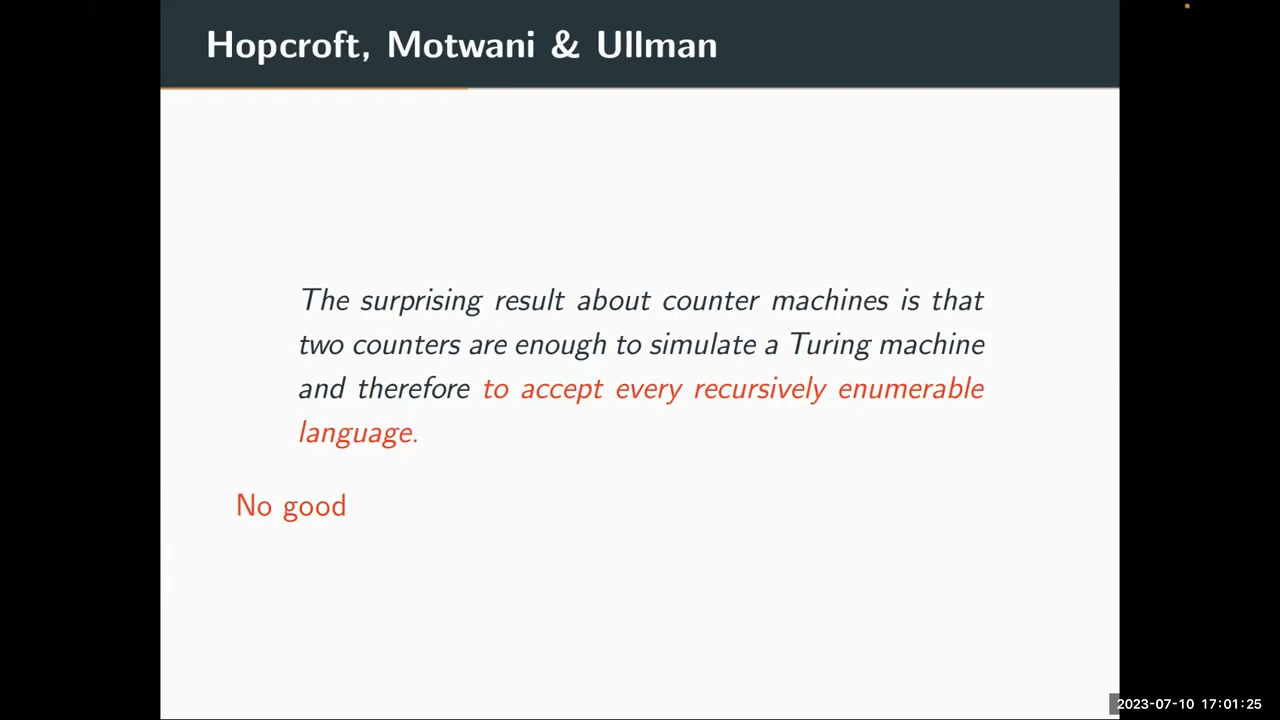 Hopcroft, Motwani & Ullman
The surprising result about counter machines is that
two counters are enough to simulate a Turing machine
and therefore to accept every recursively enumerable
language.
No good
2023-07-10 17:01:25